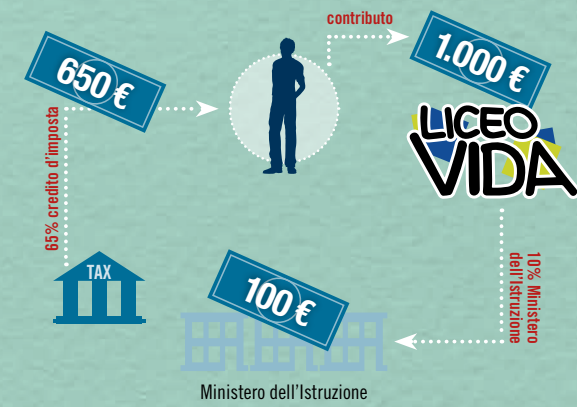 contributo
650 €
1.000 €
65% credito d'imposta
LICEO
VIDA
TAX
100 €
10% Ministero
dell'Istruzione
Ministero dell'Istruzione